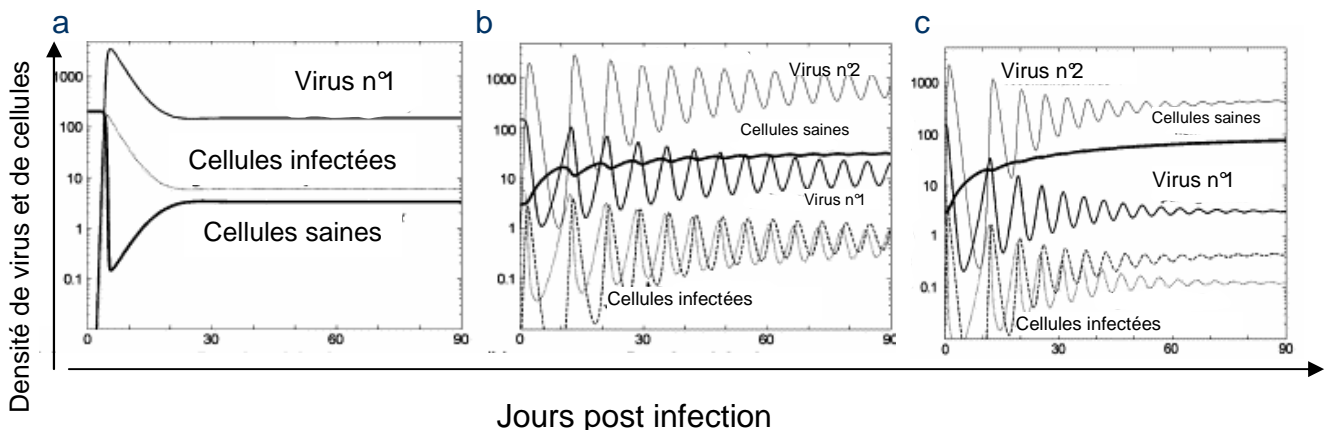 a
b
c
Densité de virus et de cellules
1000
100
10
1
0.1
Virus n°1
Cellules infectées
Cellules saines
0
30
60
90
1000
100
10
1
0.1
Virus n°2
Cellules saines
Virus n°1
Cellules infectées
0
30
60
90
1000
100
10
1
0.1
Virus n°2
Cellules saines
Virus n°1
Cellules infectées
0
30
60
90
Jours post infection